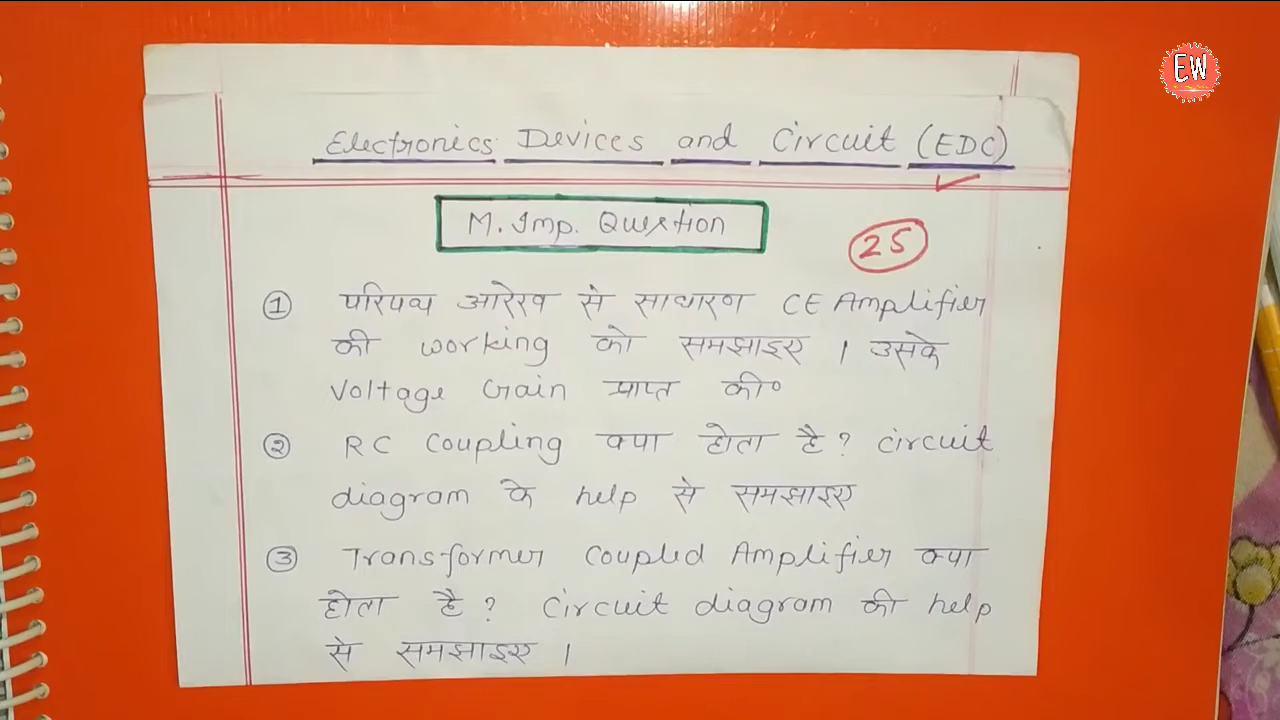 EW
Electronics Devices and Circuit (EDC)
M. Imp. Question
25
① परिपथ आरेख से साधारण CE Amplifier
की working को समझाइए । उसके
Voltage Gain प्राप्त की०
② RC Coupling क्या होता है? Circuit
diagram के help से समझाइए
③ Transformer Coupled Amplifier क्या
होता है? Circuit diagram की help
से समझाइए ।